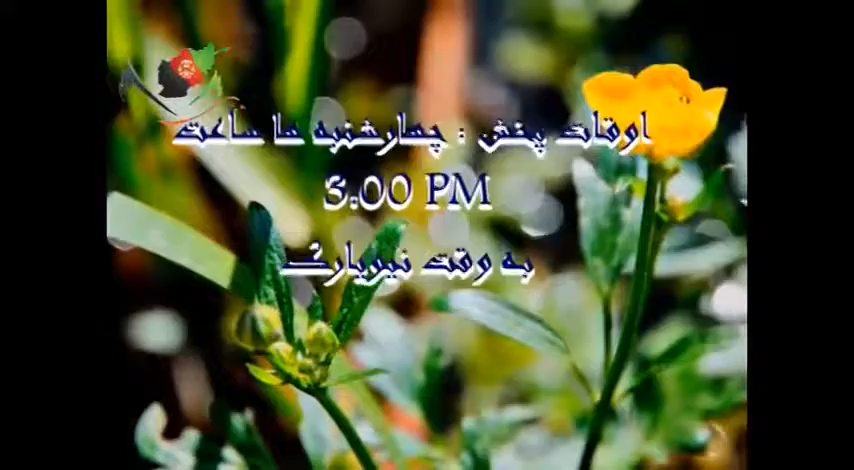 اوقات پخش : چهارشنبه ها ساعت
3:00 PM
به وقت نیویارک